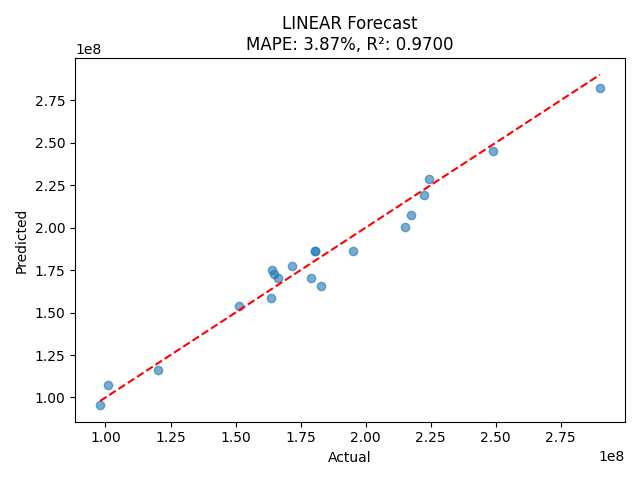 LINEAR Forecast
MAPE: 3.87%, R²: 0.9700
1e8
2.75
2.50
2.25
2.00
1.75
1.50
1.25
1.00
Predicted
1.00 1.25 1.50 1.75 2.00 2.25 2.50 2.75
Actual
1e8